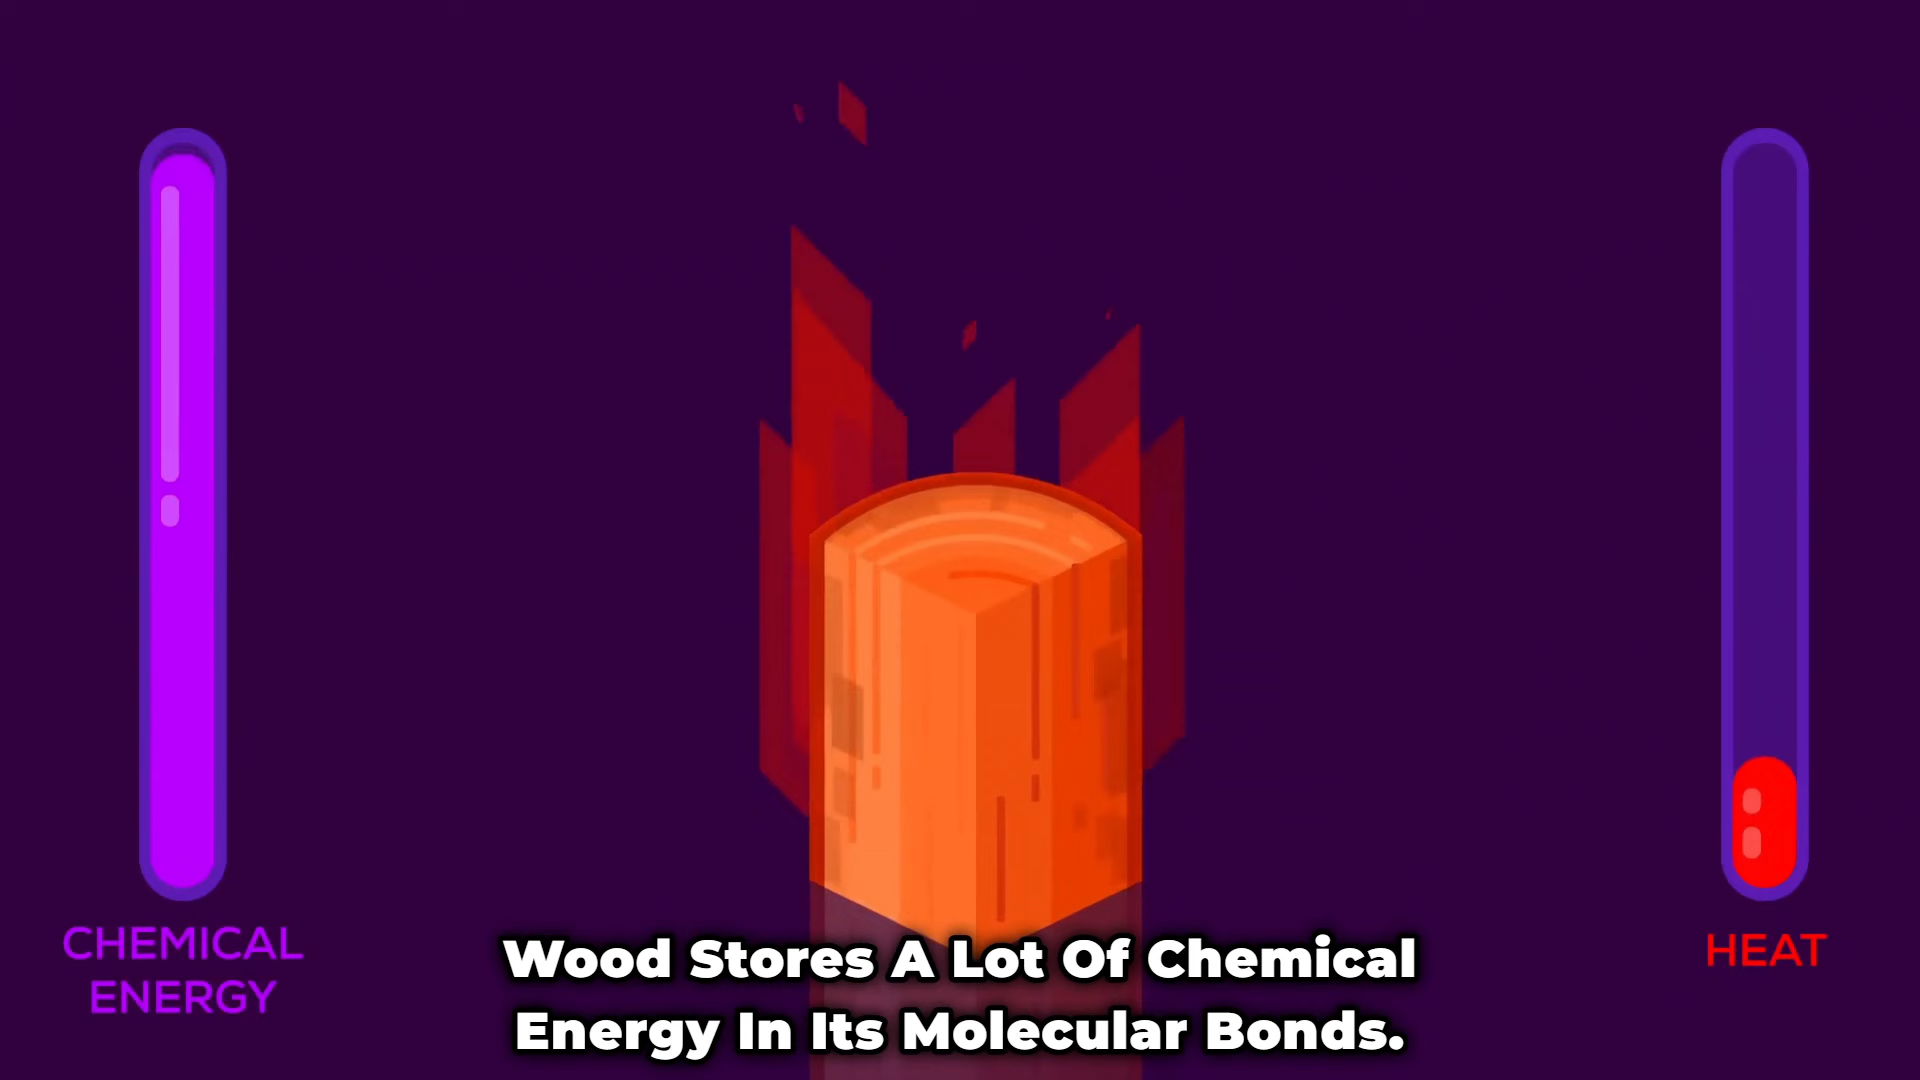 CHEMICAL
ENERGY
HEAT
Wood Stores A Lot Of Chemical
Energy In Its Molecular Bonds.